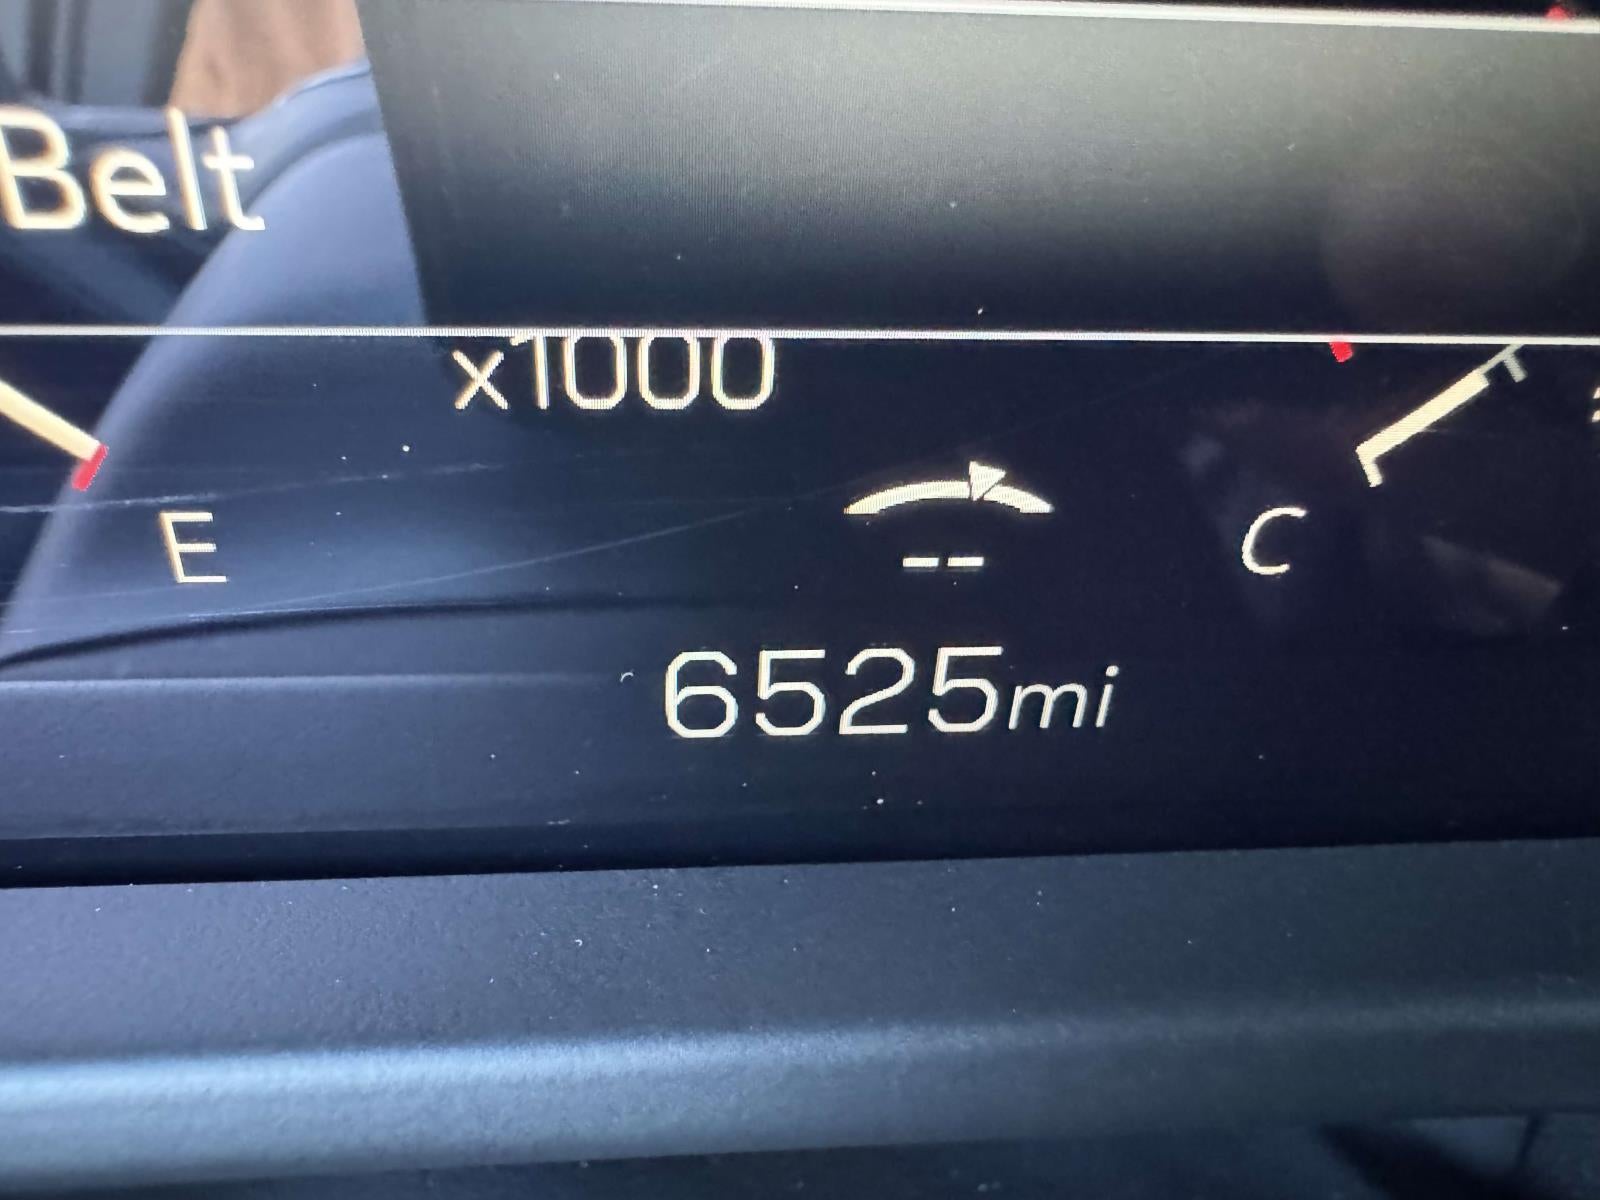 Belt
x1000
E
--
C
6525mi